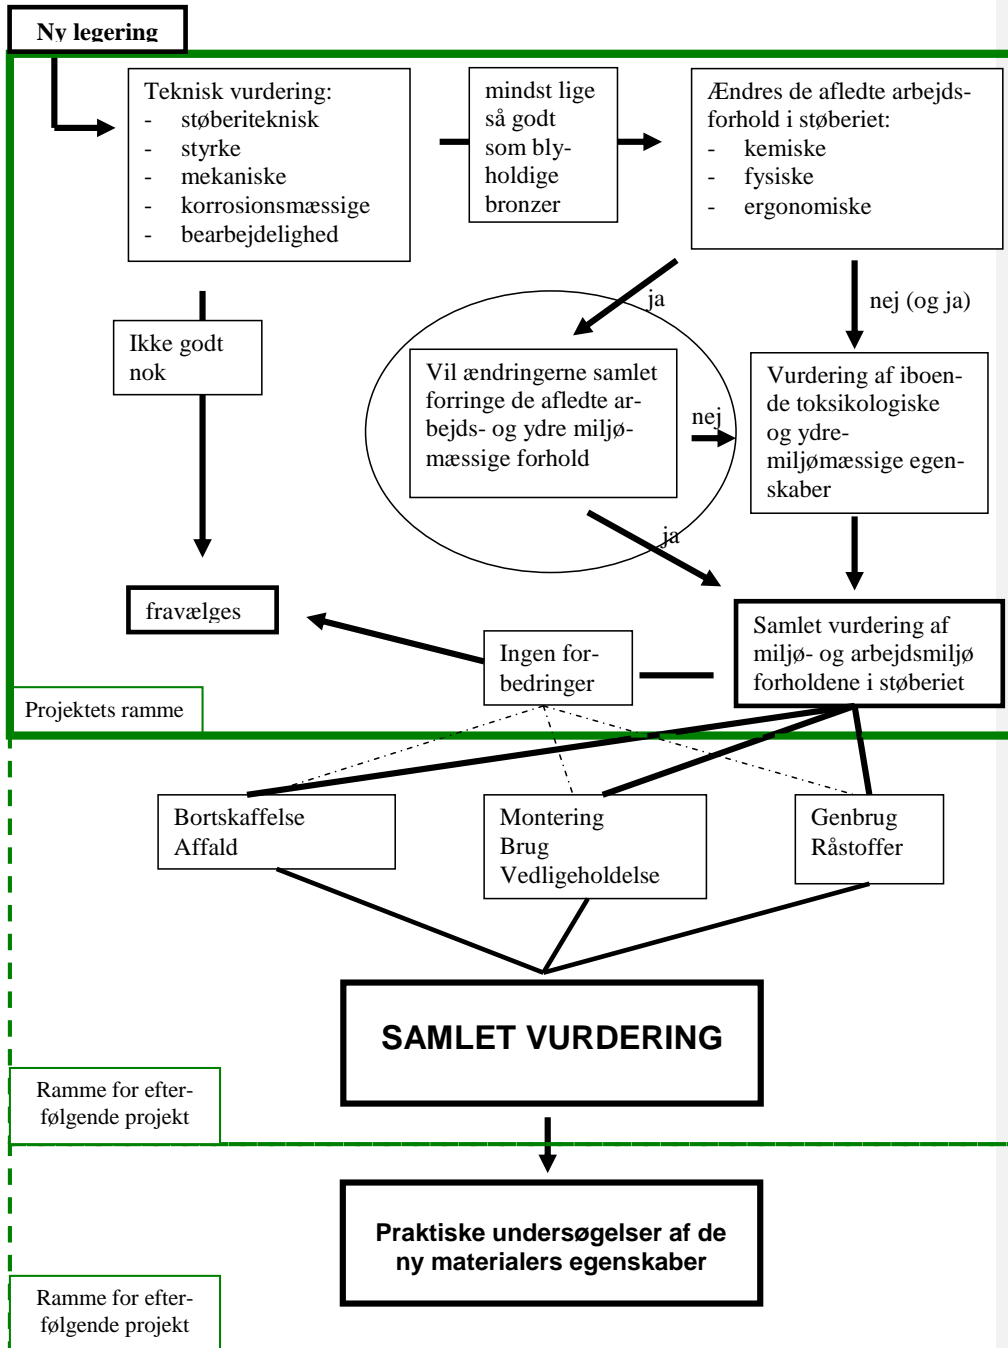 Ny legering
Teknisk vurdering:
- støberiteknisk
- styrke
- mekaniske
- korrosionsmæssige
- bearbejdelighed
mindst lige
så godt
som bly-
holdige
bronzer
Ændres de afledte arbejds-
forhold i støberiet:
- kemiske
- fysiske
- ergonomiske
ja
nej (og ja)
Ikke godt
nok
Vil ændringerne samlet
forringe de afledte ar-
bejds- og ydre miljø-
mæssige forhold
nej
Vurdering af iboen-
de toksikologiske
og ydre-
miljømæssige egen-
skaber
ja
fravælges
Ingen for-
bedringer
Samlet vurdering af
miljø- og arbejdsmiljø
forholdene i støberiet
Projektets ramme
Bortskaffelse
Affald
Montering
Brug
Vedligeholdelse
Genbrug
Råstoffer
SAMLET VURDERING
Ramme for efter-
følgende projekt
Praktiske undersøgelser af de
ny materialers egenskaber
Ramme for efter-
følgende projekt